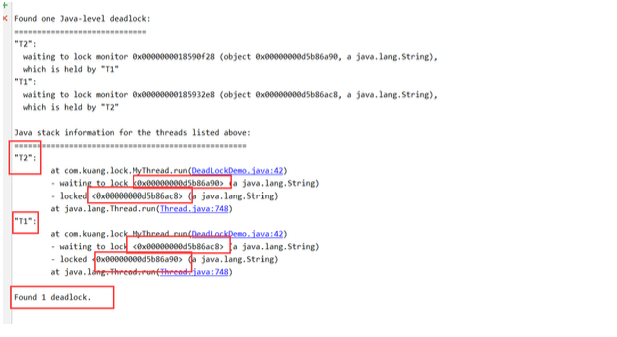 Found one Java-level deadlock:
=============================
"T2":
waiting to lock monitor 0x0000000018590f28 (object 0x00000000d5b86a90, a java.lang.String),
which is held by "T1"
"T1":
waiting to lock monitor 0x00000000185932e8 (object 0x00000000d5b86ac8, a java.lang.String),
which is held by "T2"
Java stack information for the threads listed above:
===================================================
"T2":
at com.kuang.lock.MyThread.run(DeadLockDemo.java:42)
- waiting to lock <0x00000000d5b86a90> (a java.lang.String)
- locked <0x00000000d5b86ac8> (a java.lang.String)
at java.lang.Thread.run(Thread.java:748)
"T1":
at com.kuang.lock.MyThread.run(DeadLockDemo.java:42)
- waiting to lock <0x00000000d5b86ac8> (a java.lang.String)
- locked <0x00000000d5b86a90> (a java.lang.String)
at java.lang.Thread.run(Thread.java:748)
Found 1 deadlock.